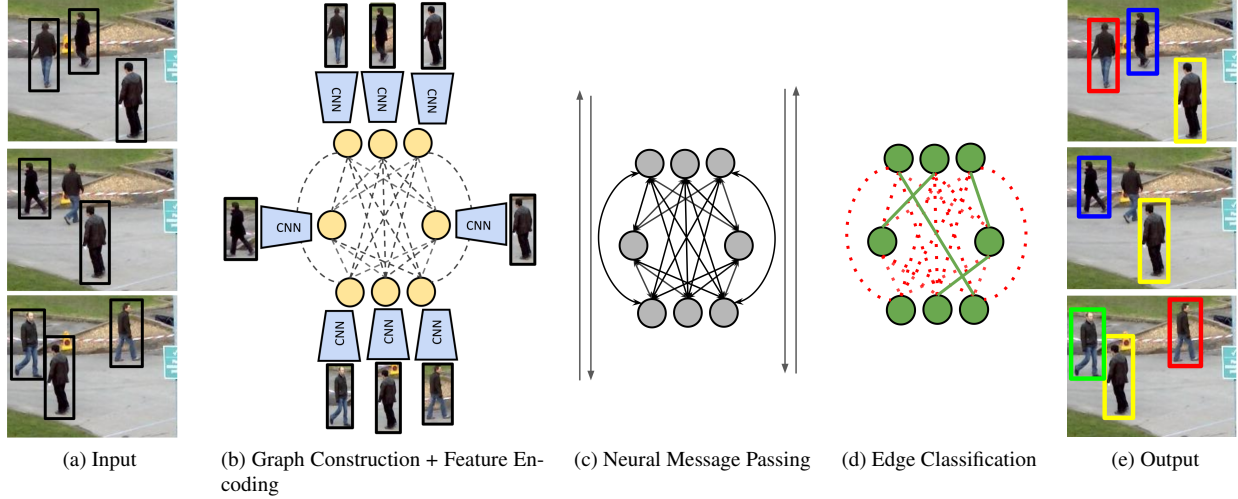 CNN
CNN
CNN
CNN
CNN
CNN
CNN
CNN
(a) Input
(b) Graph Construction + Feature En-
coding
(c) Neural Message Passing
(d) Edge Classification
(e) Output